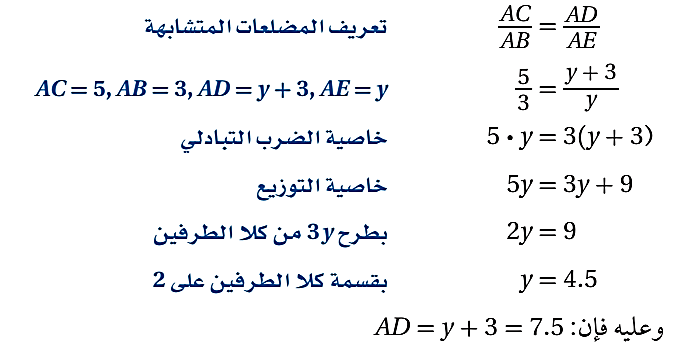 AC/AB = AD/AE تعريف المضلعات المتشابهة
5/3 = (y + 3)/y AC = 5, AB = 3, AD = y + 3, AE = y
5 • y = 3(y + 3) خاصية الضرب التبادلي
5y = 3y + 9 خاصية التوزيع
2y = 9 بطرح 3y من كلا الطرفين
y = 4.5 بقسمة كلا الطرفين على 2
وعليه فإن: AD = y + 3 = 7.5